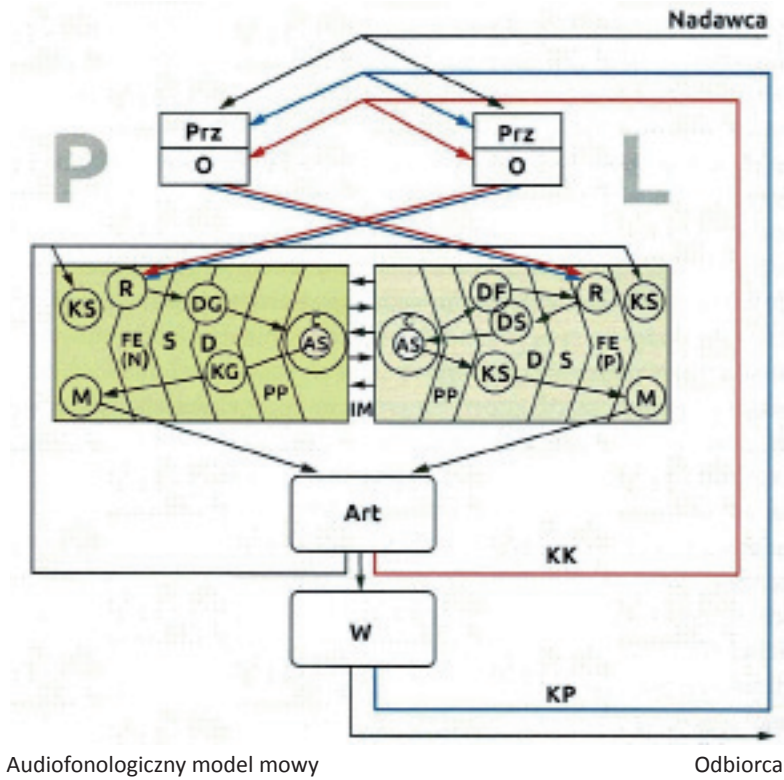 Nadawca
Prz
O
Prz
O
P
L
KS
R
DG
FE
(N)
S
D
KG
PP
AS
M
IM
AS
DF
DS
R
KS
PP
KS
D
S
FE
(P)
M
Art
KK
W
KP
Audiofonologiczny model mowy
Odbiorca